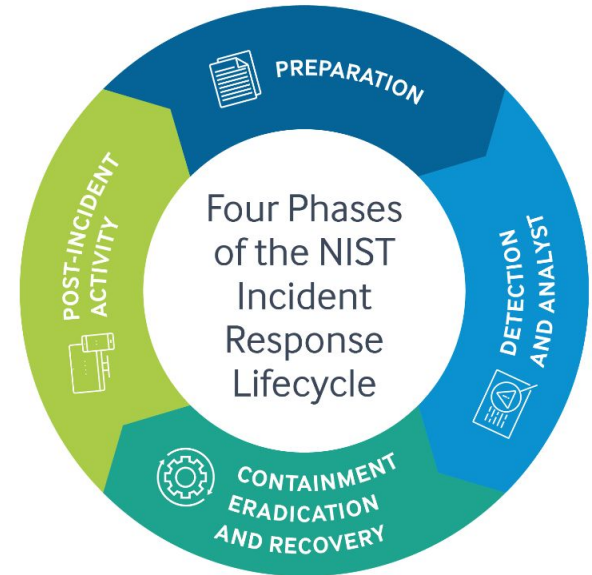 PREPARATION
Four Phases
of the NIST
Incident
Response
Lifecycle
DETECTION
AND ANALYST
CONTAINMENT
ERADICATION
AND RECOVERY
POST-INCIDENT
ACTIVITY